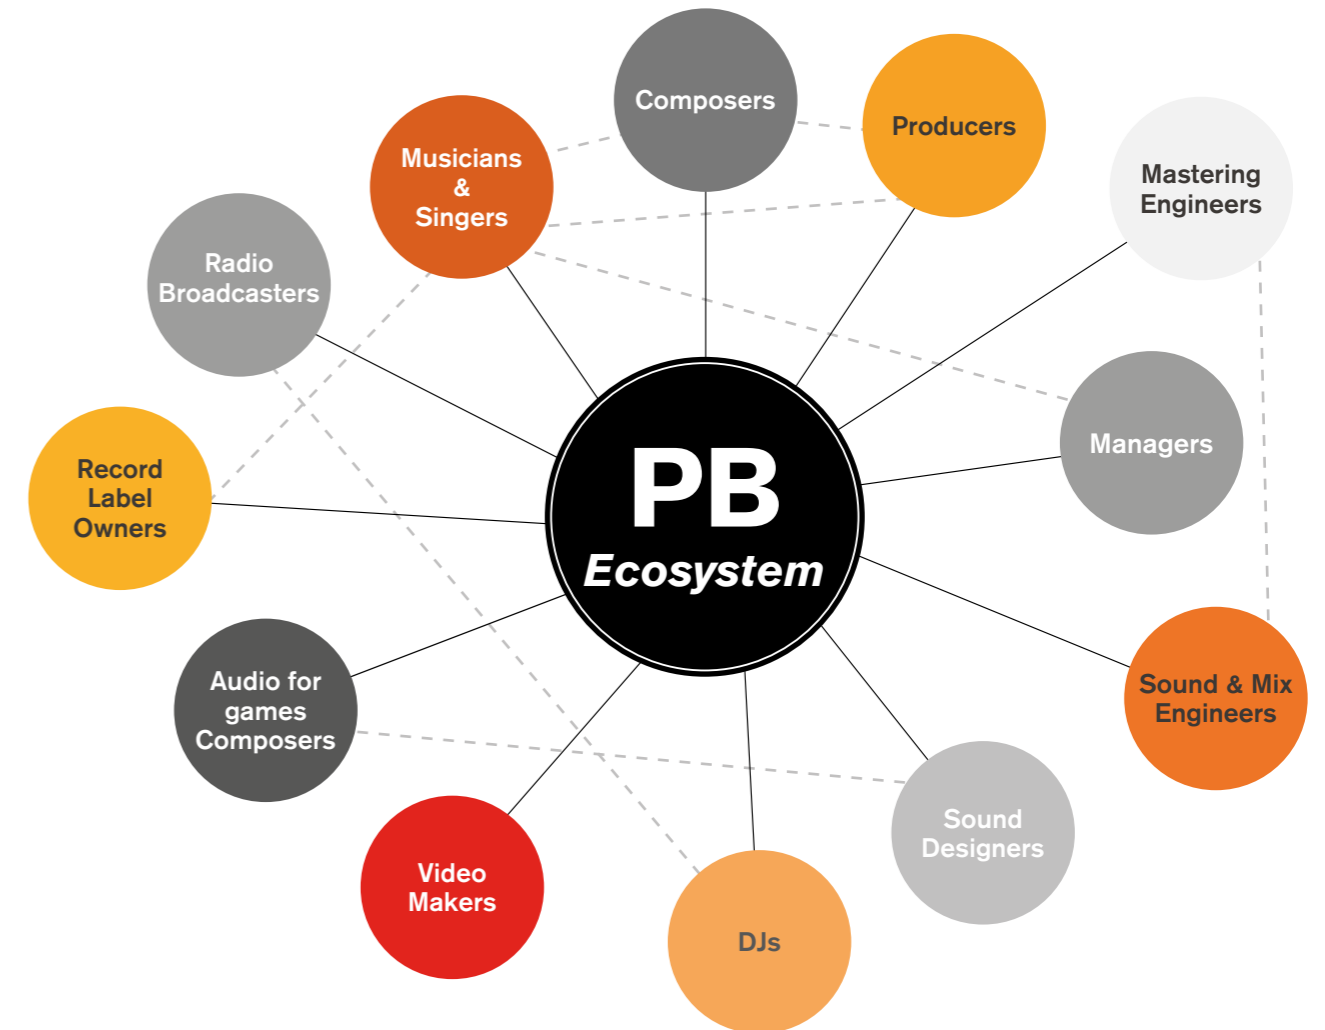 Composers
Producers
Musicians
&
Singers
Mastering
Engineers
Radio
Broadcasters
Managers
PB
Ecosystem
Record
Label
Owners
Audio for
games
Composers
Sound & Mix
Engineers
Sound
Designers
Video
Makers
DJs